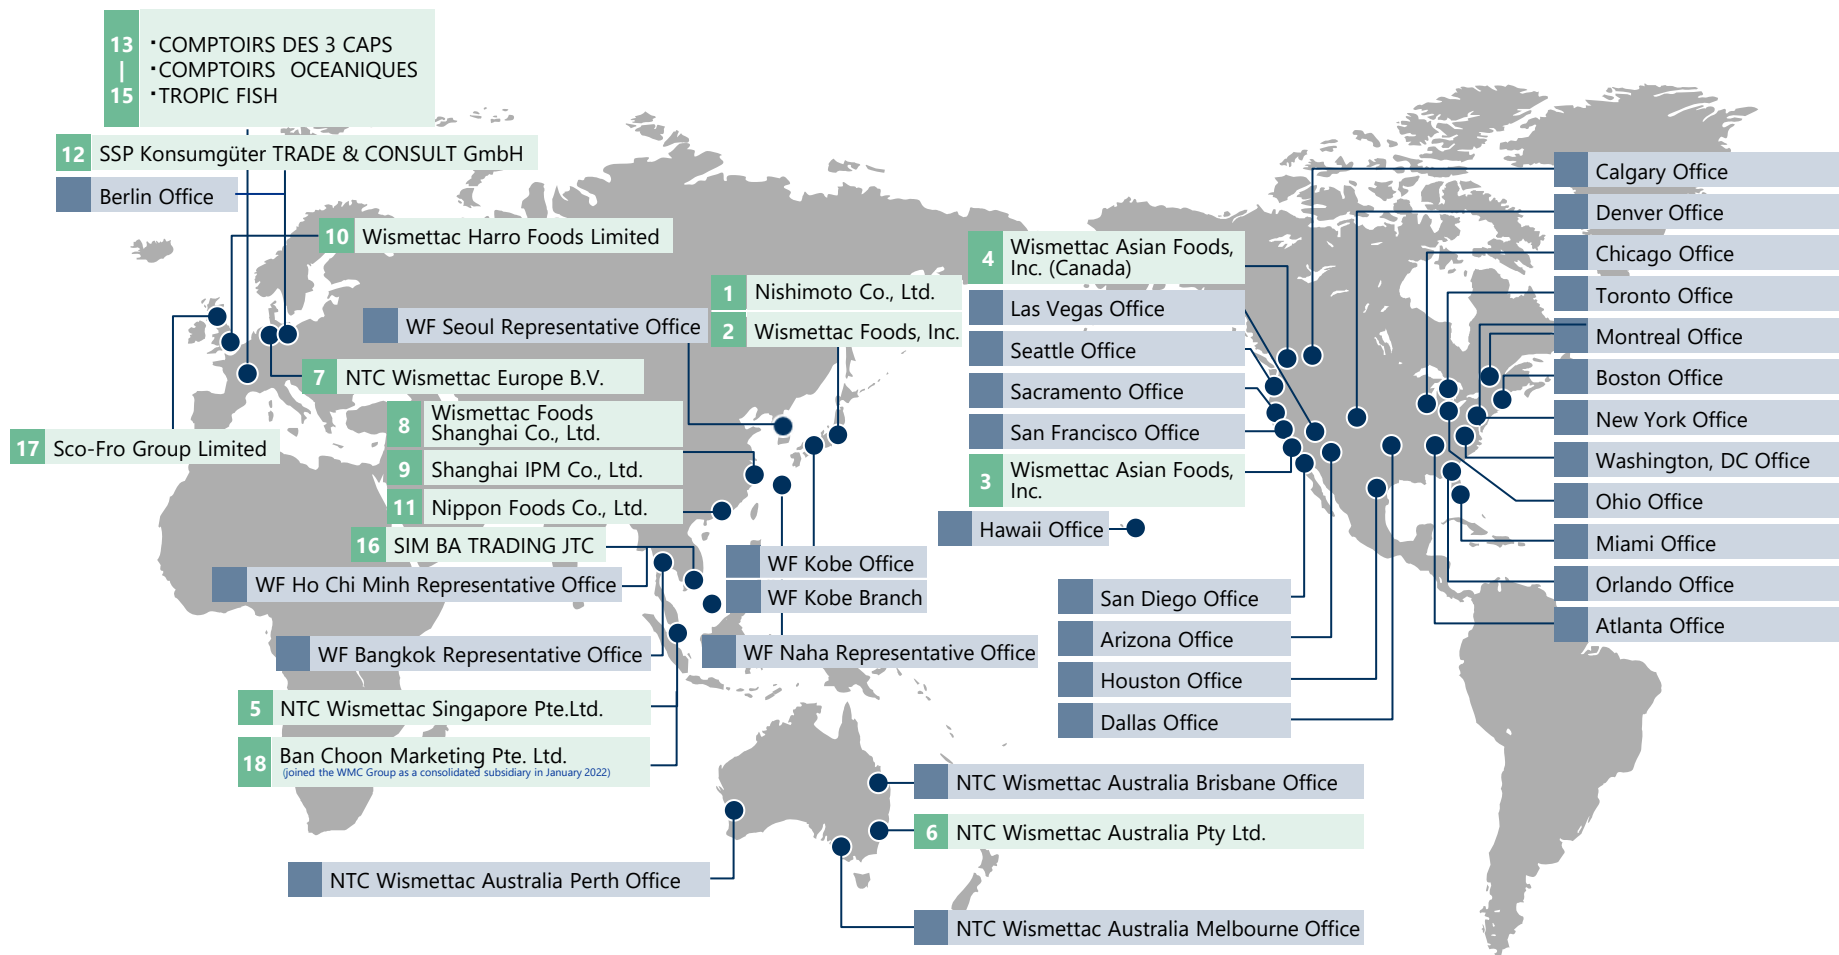 13
|
15
・COMPTOIRS DES 3 CAPS
・COMPTOIRS OCEANIQUES
・TROPIC FISH
12 SSP Konsumgüter TRADE & CONSULT GmbH
Berlin Office
10 Wismettac Harro Foods Limited
1 Nishimoto Co., Ltd.
2 Wismettac Foods, Inc.
WF Seoul Representative Office
7 NTC Wismettac Europe B.V.
8 Wismettac Foods
Shanghai Co., Ltd.
17 Sco-Fro Group Limited
9 Shanghai IPM Co., Ltd.
11 Nippon Foods Co., Ltd.
16 SIM BA TRADING JTC
WF Ho Chi Minh Representative Office
WF Kobe Office
WF Kobe Branch
WF Bangkok Representative Office
WF Naha Representative Office
5 NTC Wismettac Singapore Pte.Ltd.
18 Ban Choon Marketing Pte. Ltd.
(joined the WMC Group as a consolidated subsidiary in January 2022)
NTC Wismettac Australia Perth Office
NTC Wismettac Australia Brisbane Office
6 NTC Wismettac Australia Pty Ltd.
NTC Wismettac Australia Melbourne Office
4 Wismettac Asian Foods,
Inc. (Canada)
Las Vegas Office
Seattle Office
Sacramento Office
San Francisco Office
3 Wismettac Asian Foods,
Inc.
Hawaii Office
San Diego Office
Arizona Office
Houston Office
Dallas Office
Calgary Office
Denver Office
Chicago Office
Toronto Office
Montreal Office
Boston Office
New York Office
Washington, DC Office
Ohio Office
Miami Office
Orlando Office
Atlanta Office